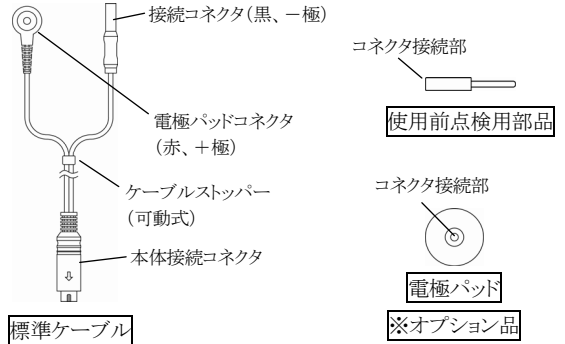 接続コネクタ(黒、－極)
電極パッドコネクタ
(赤、＋極)
ケーブルストッパー
(可動式)
本体接続コネクタ
標準ケーブル
コネクタ接続部
使用前点検用部品
コネクタ接続部
電極パッド
※オプション品